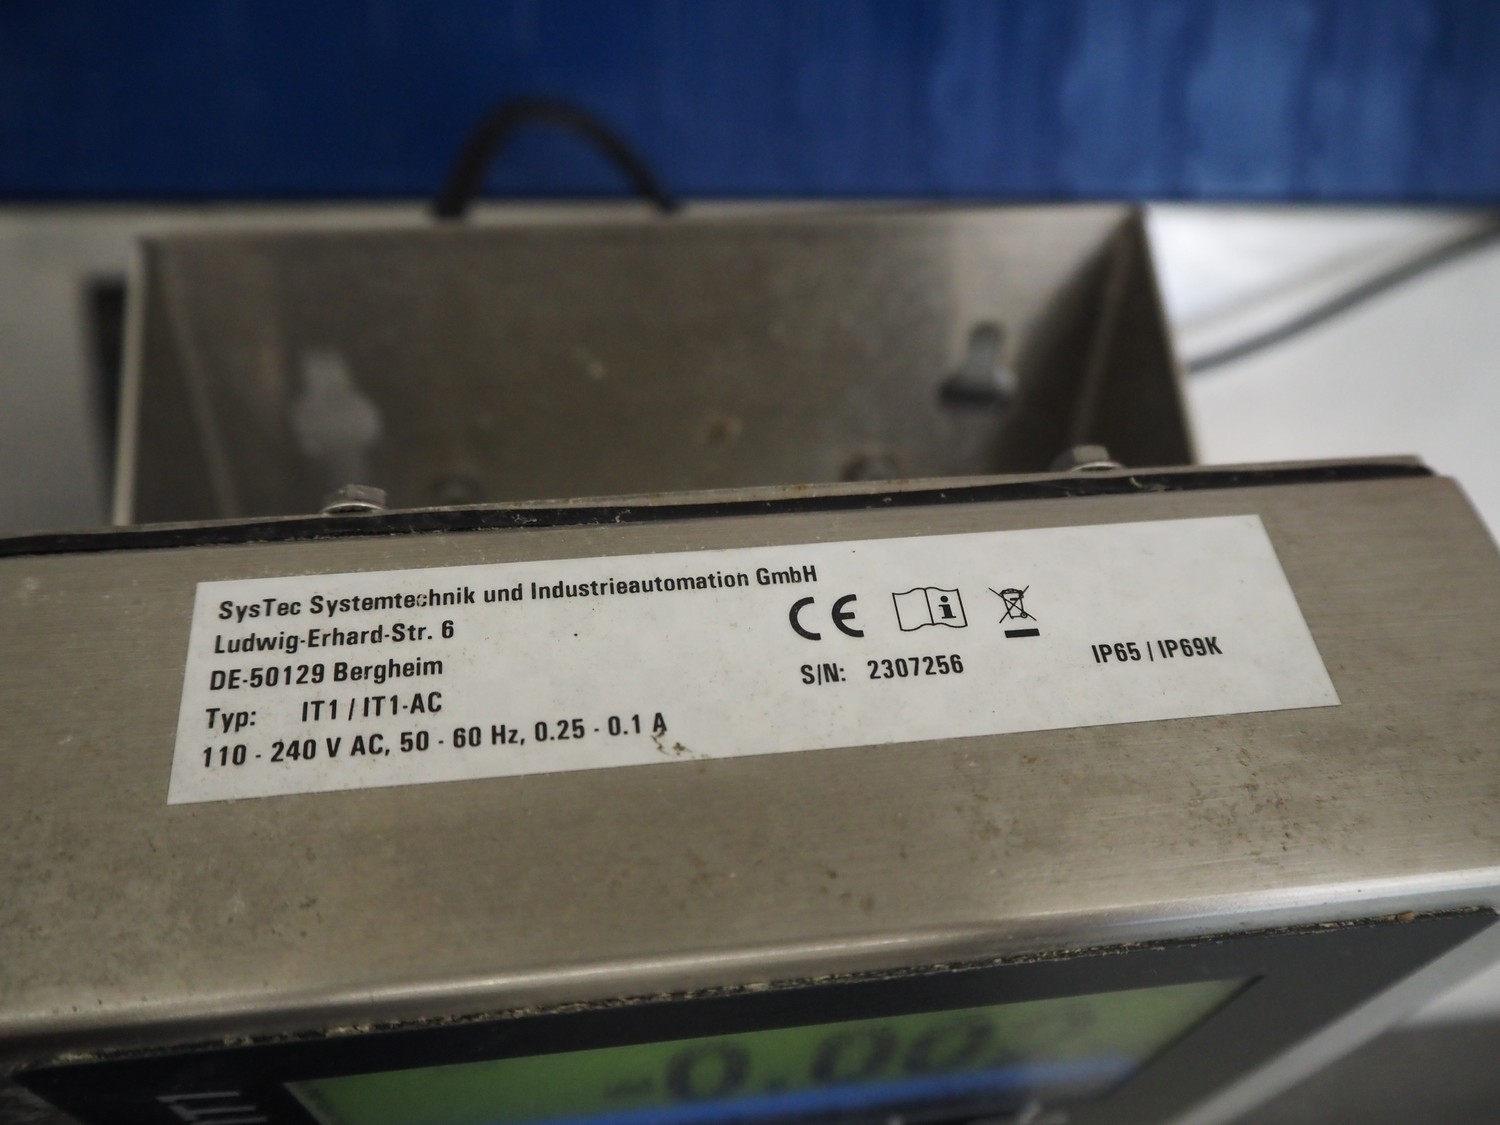 SysTec Systemtechnik und Industrieautomation GmbH
Ludwig-Erhard-Str. 6
DE-50129 Bergheim
Typ: IT1 / IT1-AC
110 - 240 V AC, 50 - 60 Hz, 0.25 - 0.1 A
CE
S/N: 2307256
IP65 | IP69K